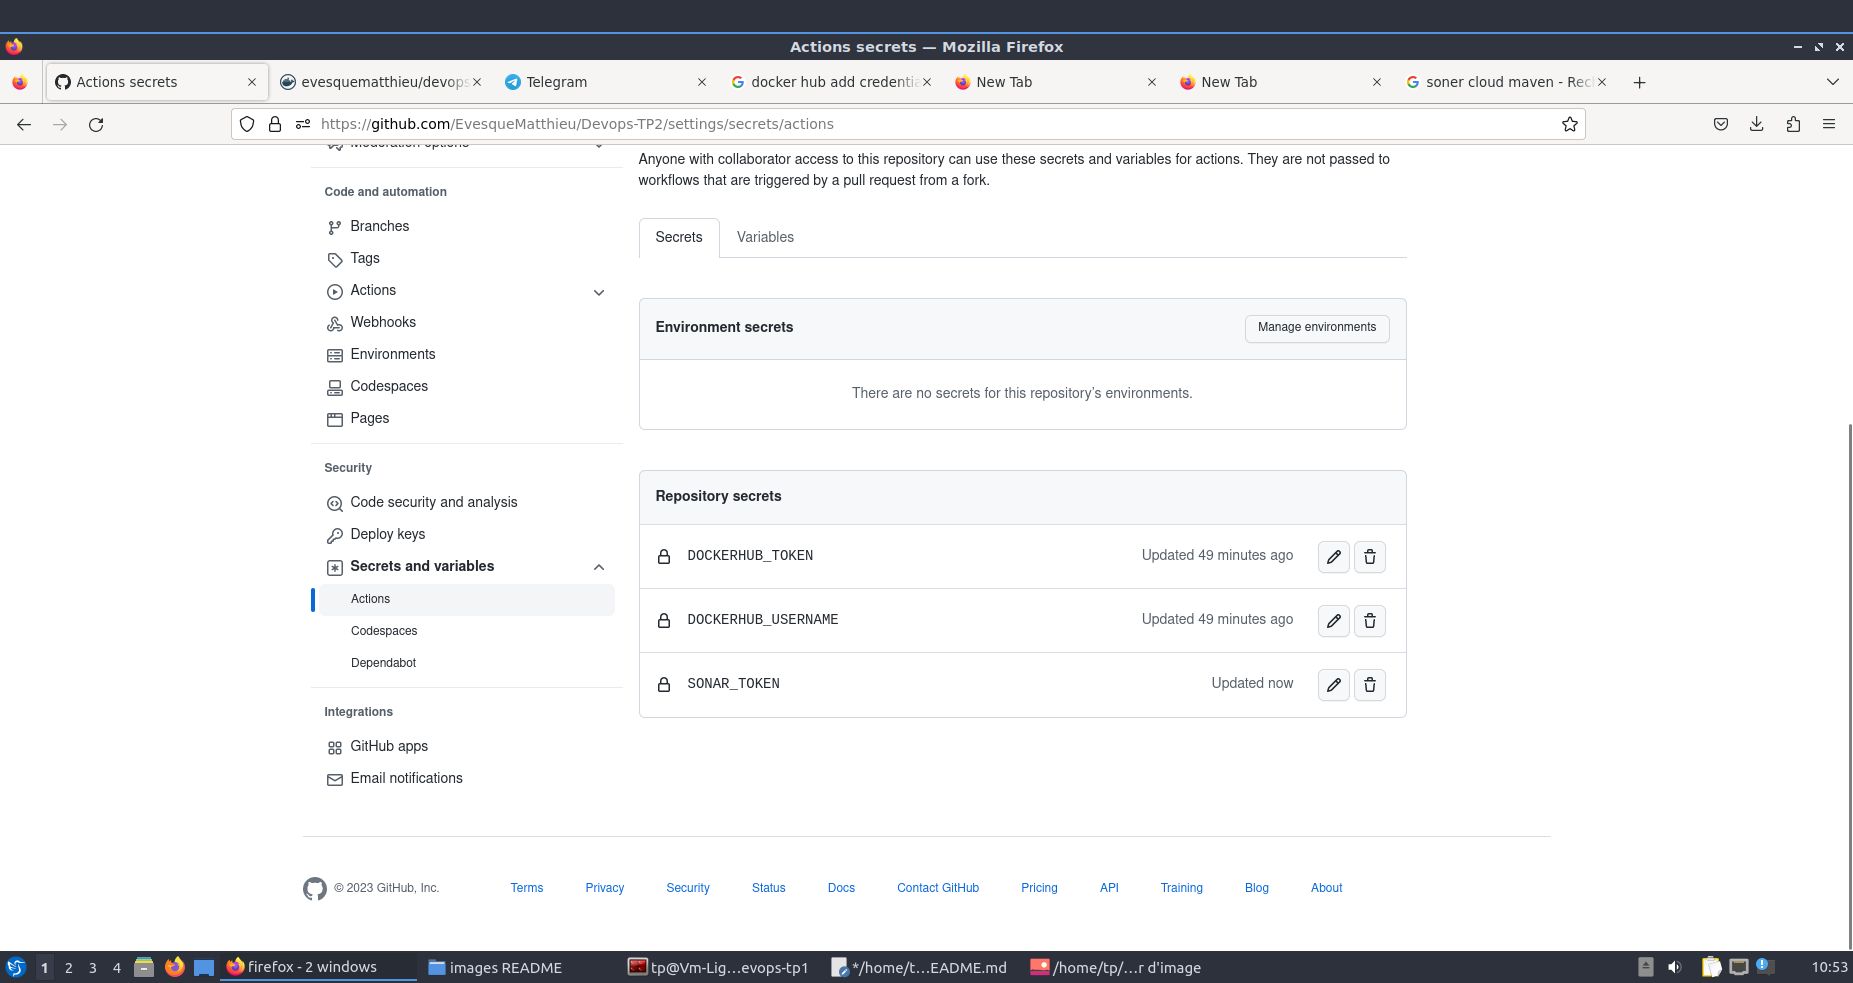 Actions secrets — Mozilla Firefox
Actions secrets
evesquematthieu/devops
Telegram
docker hub add credentia
New Tab
New Tab
soner cloud maven - Rec
https://github.com/EvesqueMatthieu/Devops-TP2/settings/secrets/actions
Moderation options
Code and automation
Branches
Tags
Actions
Webhooks
Environments
Codespaces
Pages
Security
Code security and analysis
Deploy keys
Secrets and variables
Actions
Codespaces
Dependabot
Integrations
GitHub apps
Email notifications
Anyone with collaborator access to this repository can use these secrets and variables for actions. They are not passed to
workflows that are triggered by a pull request from a fork.
Secrets
Variables
Environment secrets
Manage environments
There are no secrets for this repository's environments.
Repository secrets
DOCKERHUB_TOKEN
Updated 49 minutes ago
DOCKERHUB_USERNAME
Updated 49 minutes ago
SONAR_TOKEN
Updated now
© 2023 GitHub, Inc.
Terms
Privacy
Security
Status
Docs
Contact GitHub
Pricing
API
Training
Blog
About
1
2
3
4
firefox - 2 windows
images README
tp@Vm-Lig...evops-tp1
*/home/t...EADME.md
/home/tp/...r d'image
10:53